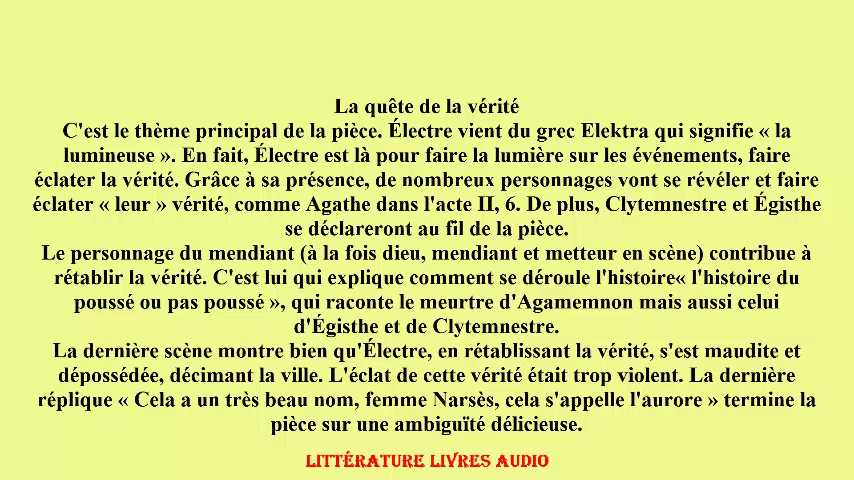 La quête de la vérité
C'est le thème principal de la pièce. Électre vient du grec Elektra qui signifie « la
lumineuse ». En fait, Électre est là pour faire la lumière sur les événements, faire
éclater la vérité. Grâce à sa présence, de nombreux personnages vont se révéler et faire
éclater « leur » vérité, comme Agathe dans l'acte II, 6. De plus, Clytemnestre et Égisthe
se déclareront au fil de la pièce.
Le personnage du mendiant (à la fois dieu, mendiant et metteur en scène) contribue à
rétablir la vérité. C'est lui qui explique comment se déroule l'histoire« l'histoire du
poussé ou pas poussé », qui raconte le meurtre d'Agamemnon mais aussi celui
d'Égisthe et de Clytemnestre.
La dernière scène montre bien qu'Électre, en rétablissant la vérité, s'est maudite et
dépossédée, décimant la ville. L'éclat de cette vérité était trop violent. La dernière
réplique « Cela a un très beau nom, femme Narsès, cela s'appelle l'aurore » termine la
pièce sur une ambiguïté délicieuse.
LITTÉRATURE LIVRES AUDIO